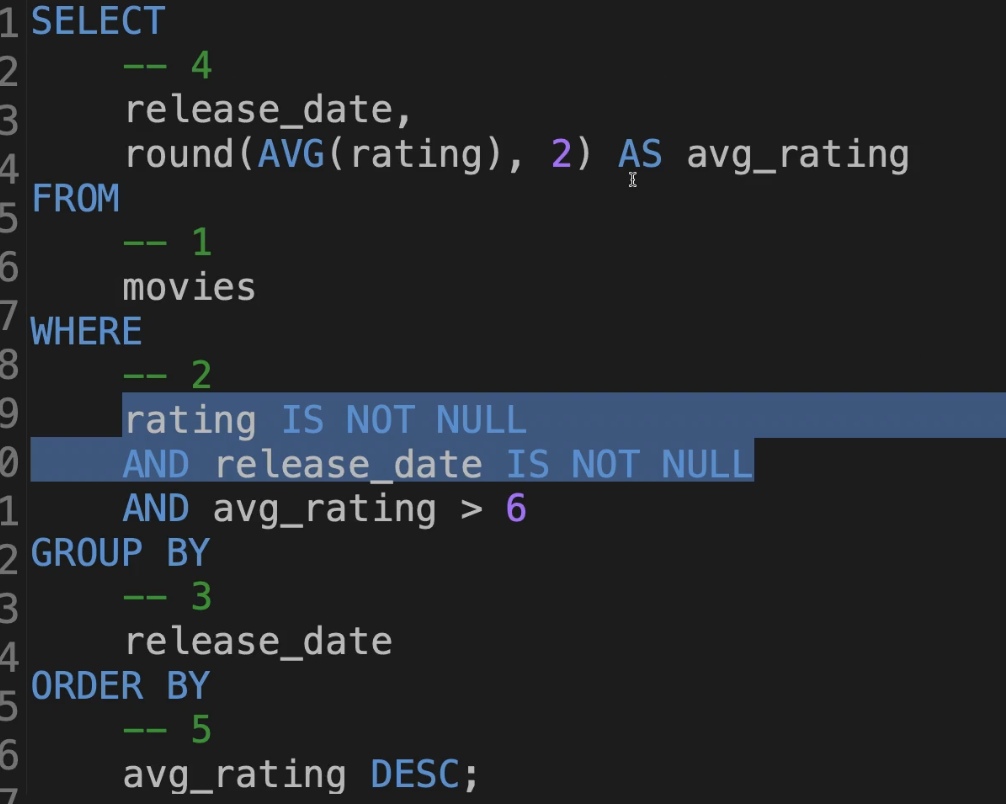 1 SELECT
2 -- 4
3 release_date,
4 round(AVG(rating), 2) AS avg_rating
5 FROM
6 -- 1
7 movies
8 WHERE
9 -- 2
0 rating IS NOT NULL
1 AND release_date IS NOT NULL
2 AND avg_rating > 6
3 GROUP BY
4 -- 3
5 release_date
6 ORDER BY
7 -- 5
avg_rating DESC;